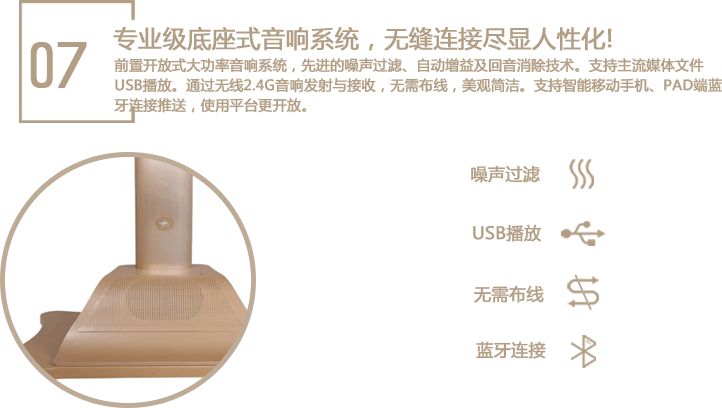 07
专业级底座式音响系统，无缝连接尽显人性化!
前置开放式大功率音响系统，先进的噪声过滤、自动增益及回音消除技术。支持主流媒体文件
USB播放。通过无线2.4G音响发射与接收，无需布线，美观简洁。支持智能移动手机、PAD端蓝
牙连接推送，使用平台更开放。
噪声过滤
USB播放
无需布线
蓝牙连接